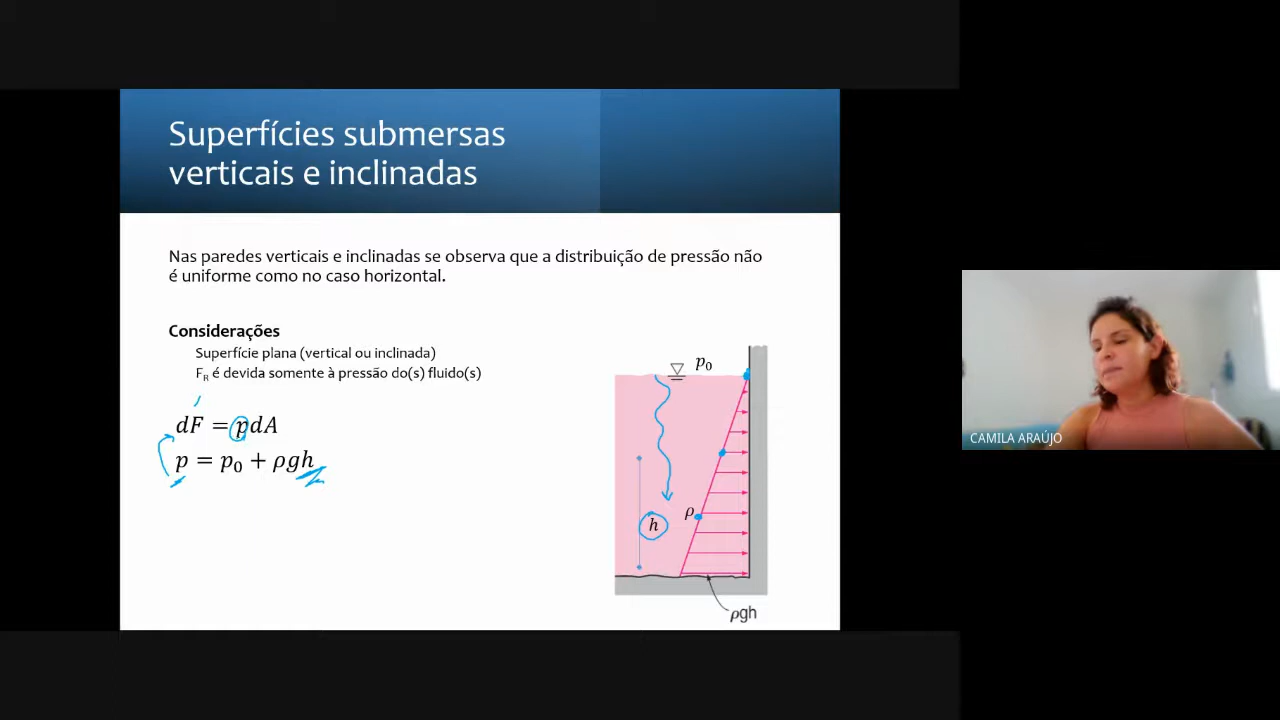 Superfícies submersas
verticais e inclinadas
Nas paredes verticais e inclinadas se observa que a distribuição de pressão não
é uniforme como no caso horizontal.
Considerações
Superfície plana (vertical ou inclinada)
F_R é devida somente à pressão do(s) fluido(s)
dF = pdA
p = p₀ + ρgh
p₀
ρ
h
ρgh
CAMILA ARAÚJO